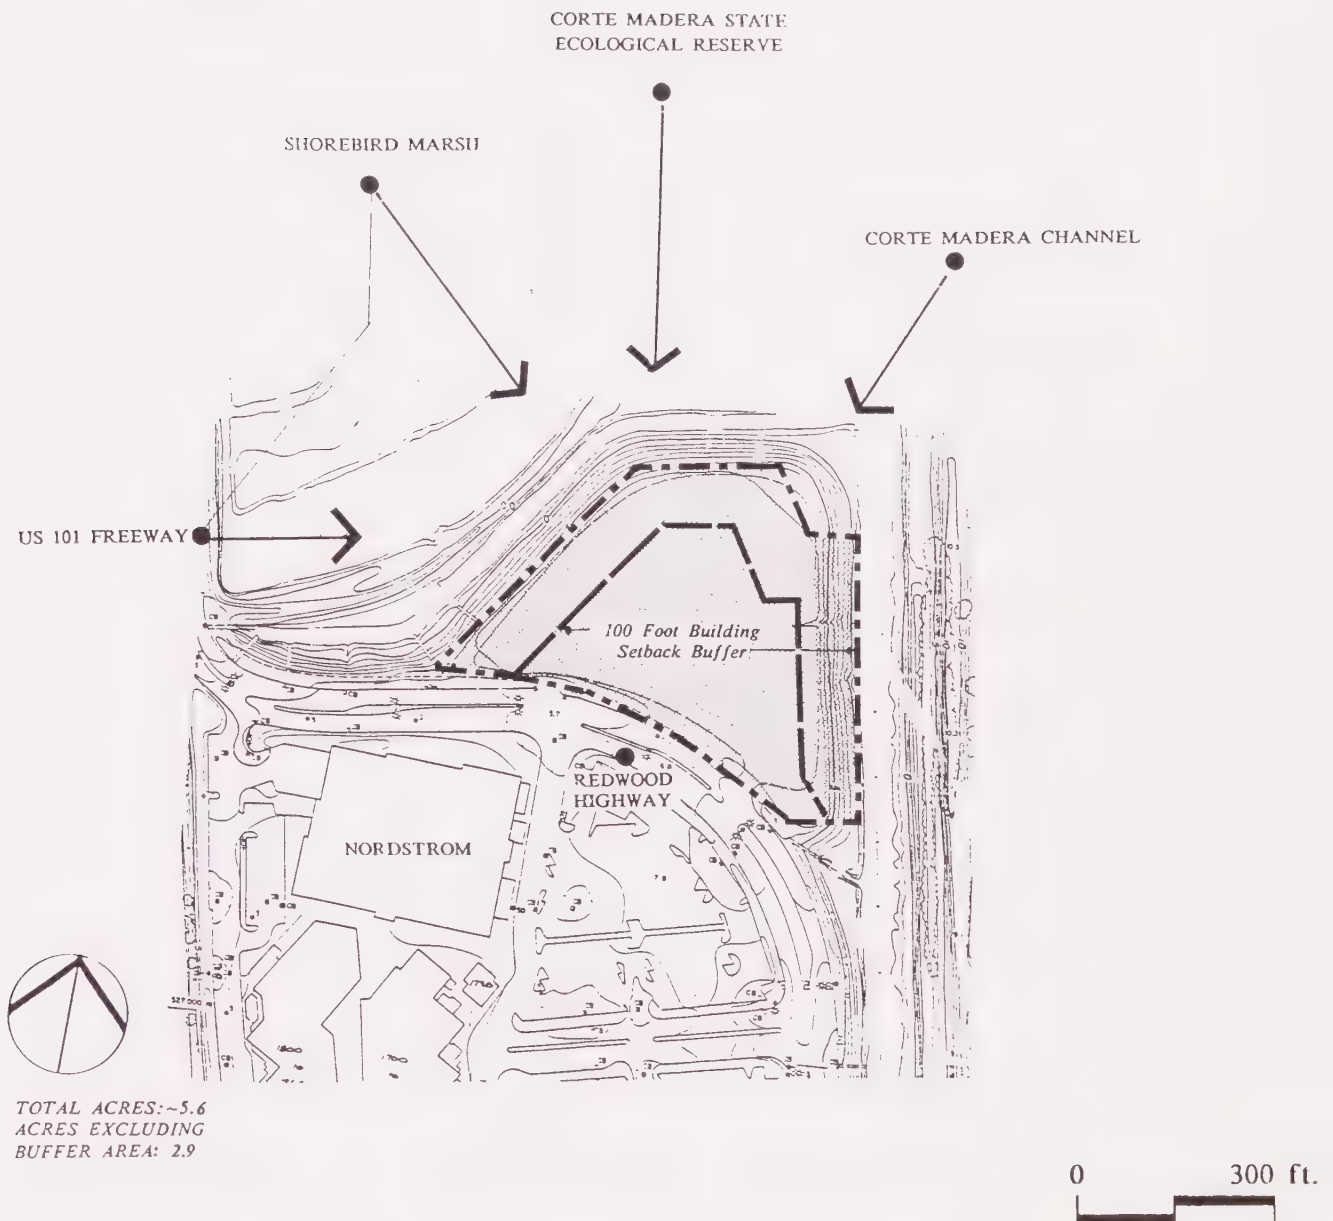 CORTE MADERA STATE
ECOLOGICAL RESERVE
SHOREBIRD MARSH
CORTE MADERA CHANNEL
US 101 FREEWAY
100 Foot Building
Setback Buffer
REDWOOD
HIGHWAY
NORDSTROM
TOTAL ACRES:~5.6
ACRES EXCLUDING
BUFFER AREA: 2.9
0 300 ft.